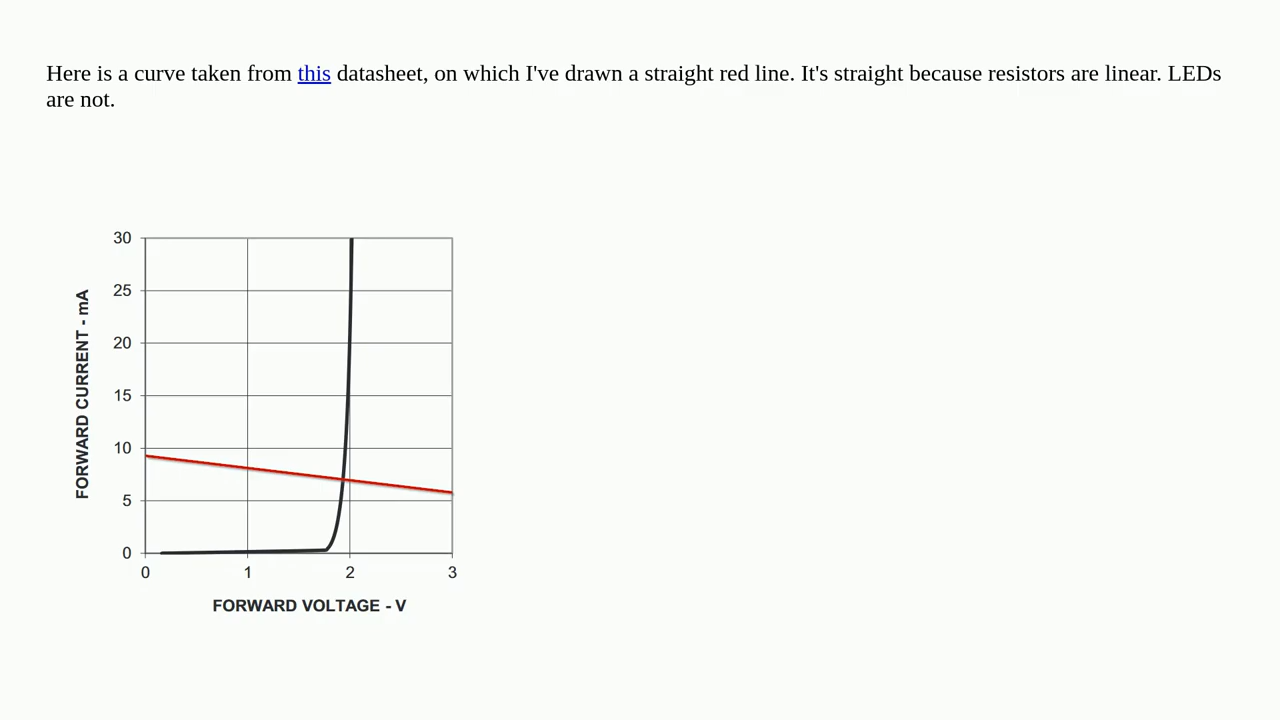 Here is a curve taken from this datasheet, on which I've drawn a straight red line. It's straight because resistors are linear. LEDs
are not.
30
25
20
15
10
5
0
FORWARD CURRENT - mA
0 1 2 3
FORWARD VOLTAGE - V